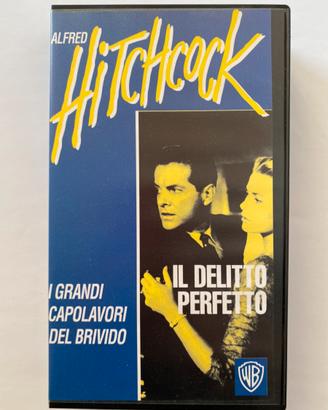 ALFRED
HITCHCOCK
IL DELITTO
PERFETTO
I GRANDI
CAPOLAVORI
DEL BRIVIDO
WB